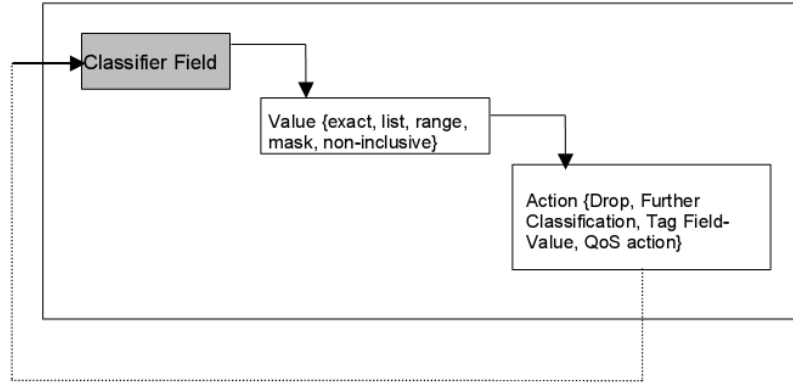 Classifier Field
Value {exact, list, range,
mask, non-inclusive}
Action {Drop, Further
Classification, Tag Field-
Value, QoS action}